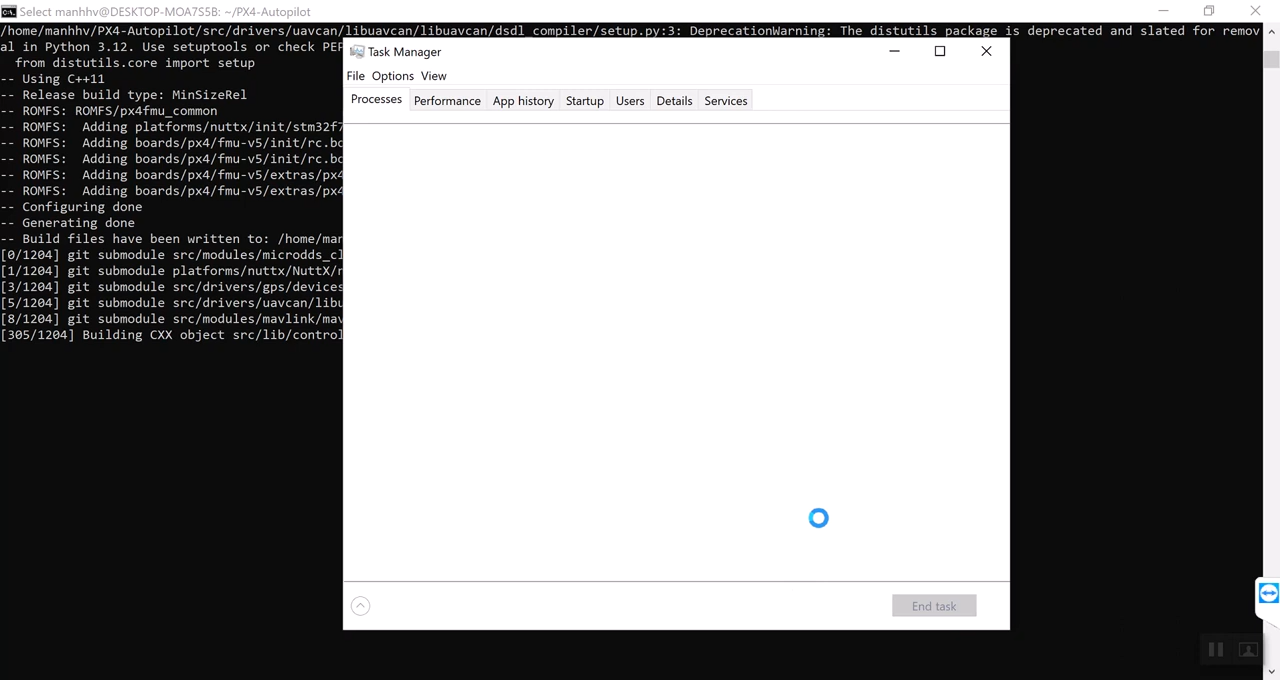 Select manhhv@DESKTOP-MOA7S5B: ~/PX4-Autopilot
/home/manhhv/PX4-Autopilot/src/drivers/uavcan/libuavcan/libuavcan/dsdl_compiler/setup.py:3: DeprecationWarning: The distutils package is deprecated and slated for remov
al in Python 3.12. Use setuptools or check PEP
from distutils.core import setup
-- Using C++11
-- Release build type: MinSizeRel
-- ROMFS: ROMFS/px4fmu_common
-- ROMFS:  Adding platforms/nuttx/init/stm32f7
-- ROMFS:  Adding boards/px4/fmu-v5/init/rc.bo
-- ROMFS:  Adding boards/px4/fmu-v5/init/rc.bo
-- ROMFS:  Adding boards/px4/fmu-v5/extras/px4
-- ROMFS:  Adding boards/px4/fmu-v5/extras/px4
-- Configuring done
-- Generating done
-- Build files have been written to: /home/man
[0/1204] git submodule src/modules/microdds_cl
[1/1204] git submodule platforms/nuttx/NuttX/n
[3/1204] git submodule src/drivers/gps/devices
[5/1204] git submodule src/drivers/uavcan/libu
[8/1204] git submodule src/modules/mavlink/mav
[305/1204] Building CXX object src/lib/control
Task Manager
File Options View
Processes Performance App history Startup Users Details Services
End task